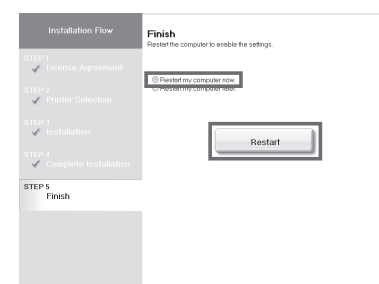 Installation Flow
STEP 1
License Agreement
STEP 2
Printer Selection
STEP 3
Installation
STEP 4
Complete Installation
STEP 5
Finish
Finish
Restart the computer to enable the settings.
Restart my computer now.
Restart my computer later.
Restart